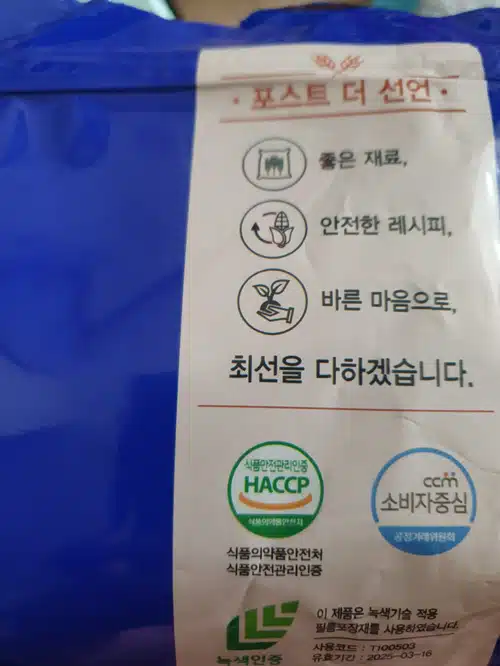 · 포스트 더 선언 ·
좋은 재료,
안전한 레시피,
바른 마음으로,
최선을 다하겠습니다.
식품안전관리인증
HACCP
식품의약품안전처
식품의약품안전처
식품안전관리인증
ccm
소비자중심
공정거래위원회
녹색인증
이 제품은 녹색기술 적용
필름포장재를 사용하였습니다.
사용코드 : T100503
유효기간 : 2025-03-16